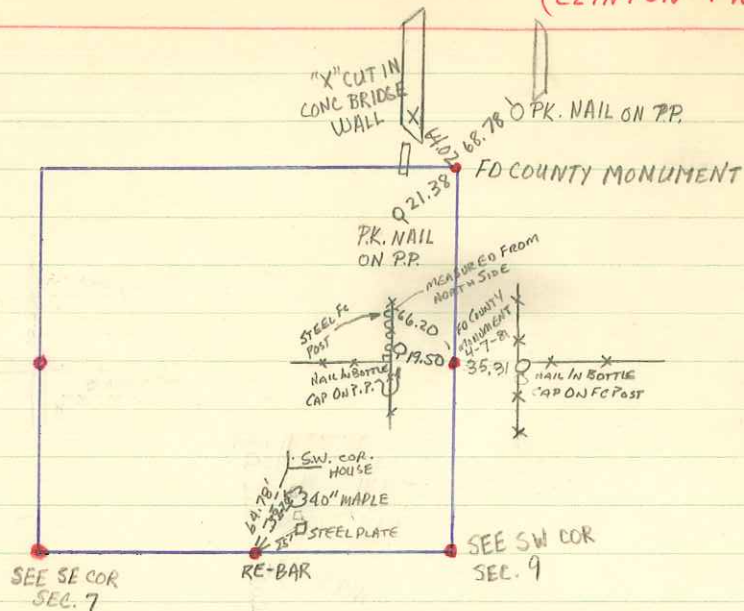 "X" CUT IN
CONC BRIDGE
WALL
64.02
68.78'
PK. NAIL ON P.P.
FD COUNTY MONUMENT
21.38
P.K. NAIL
ON P.P.
MEASURED FROM
NORTH SIDE
STEEL FC
POST
66.20
FD COUNTY
MONUMENT
4-7-81
19.50
35.31
NAIL IN BOTTLE
CAP ON P.P.
NAIL IN BOTTLE
CAP ON FC POST
S.W. COR.
HOUSE
64.78'
40" MAPLE
STEEL PLATE
SEE SE COR
SEC. 7
RE-BAR
SEE SW COR
SEC. 9